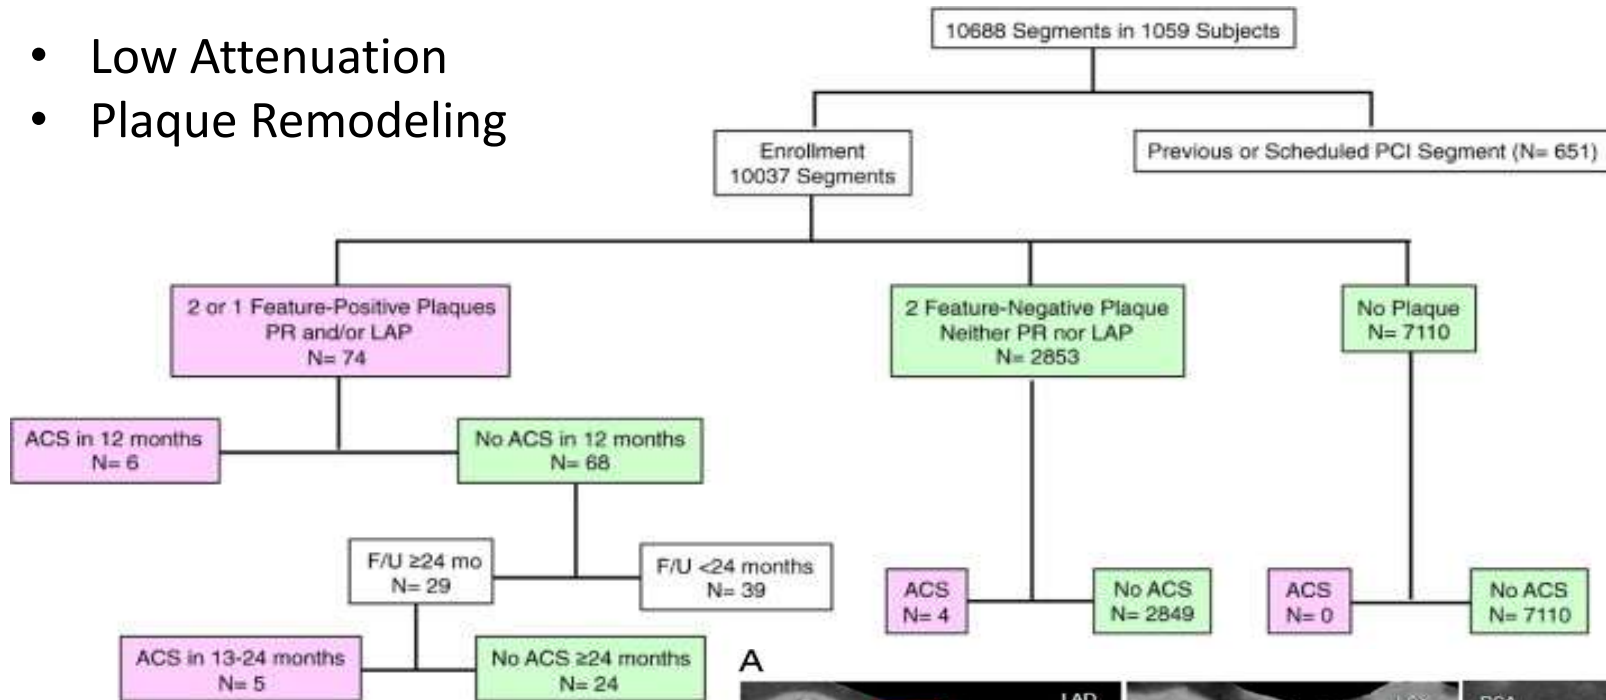 • Low Attenuation
• Plaque Remodeling
10688 Segments in 1059 Subjects
Enrollment
10037 Segments
Previous or Scheduled PCI Segment (N= 651)
2 or 1 Feature-Positive Plaques
PR and/or LAP
N= 74
2 Feature-Negative Plaque
Neither PR nor LAP
N= 2853
No Plaque
N= 7110
ACS in 12 months
N= 6
No ACS in 12 months
N= 68
F/U ≥24 mo
N= 29
F/U <24 months
N= 39
ACS
N= 4
No ACS
N= 2849
ACS
N= 0
No ACS
N= 7110
ACS in 13-24 months
N= 5
No ACS ≥24 months
N= 24
A
LAD